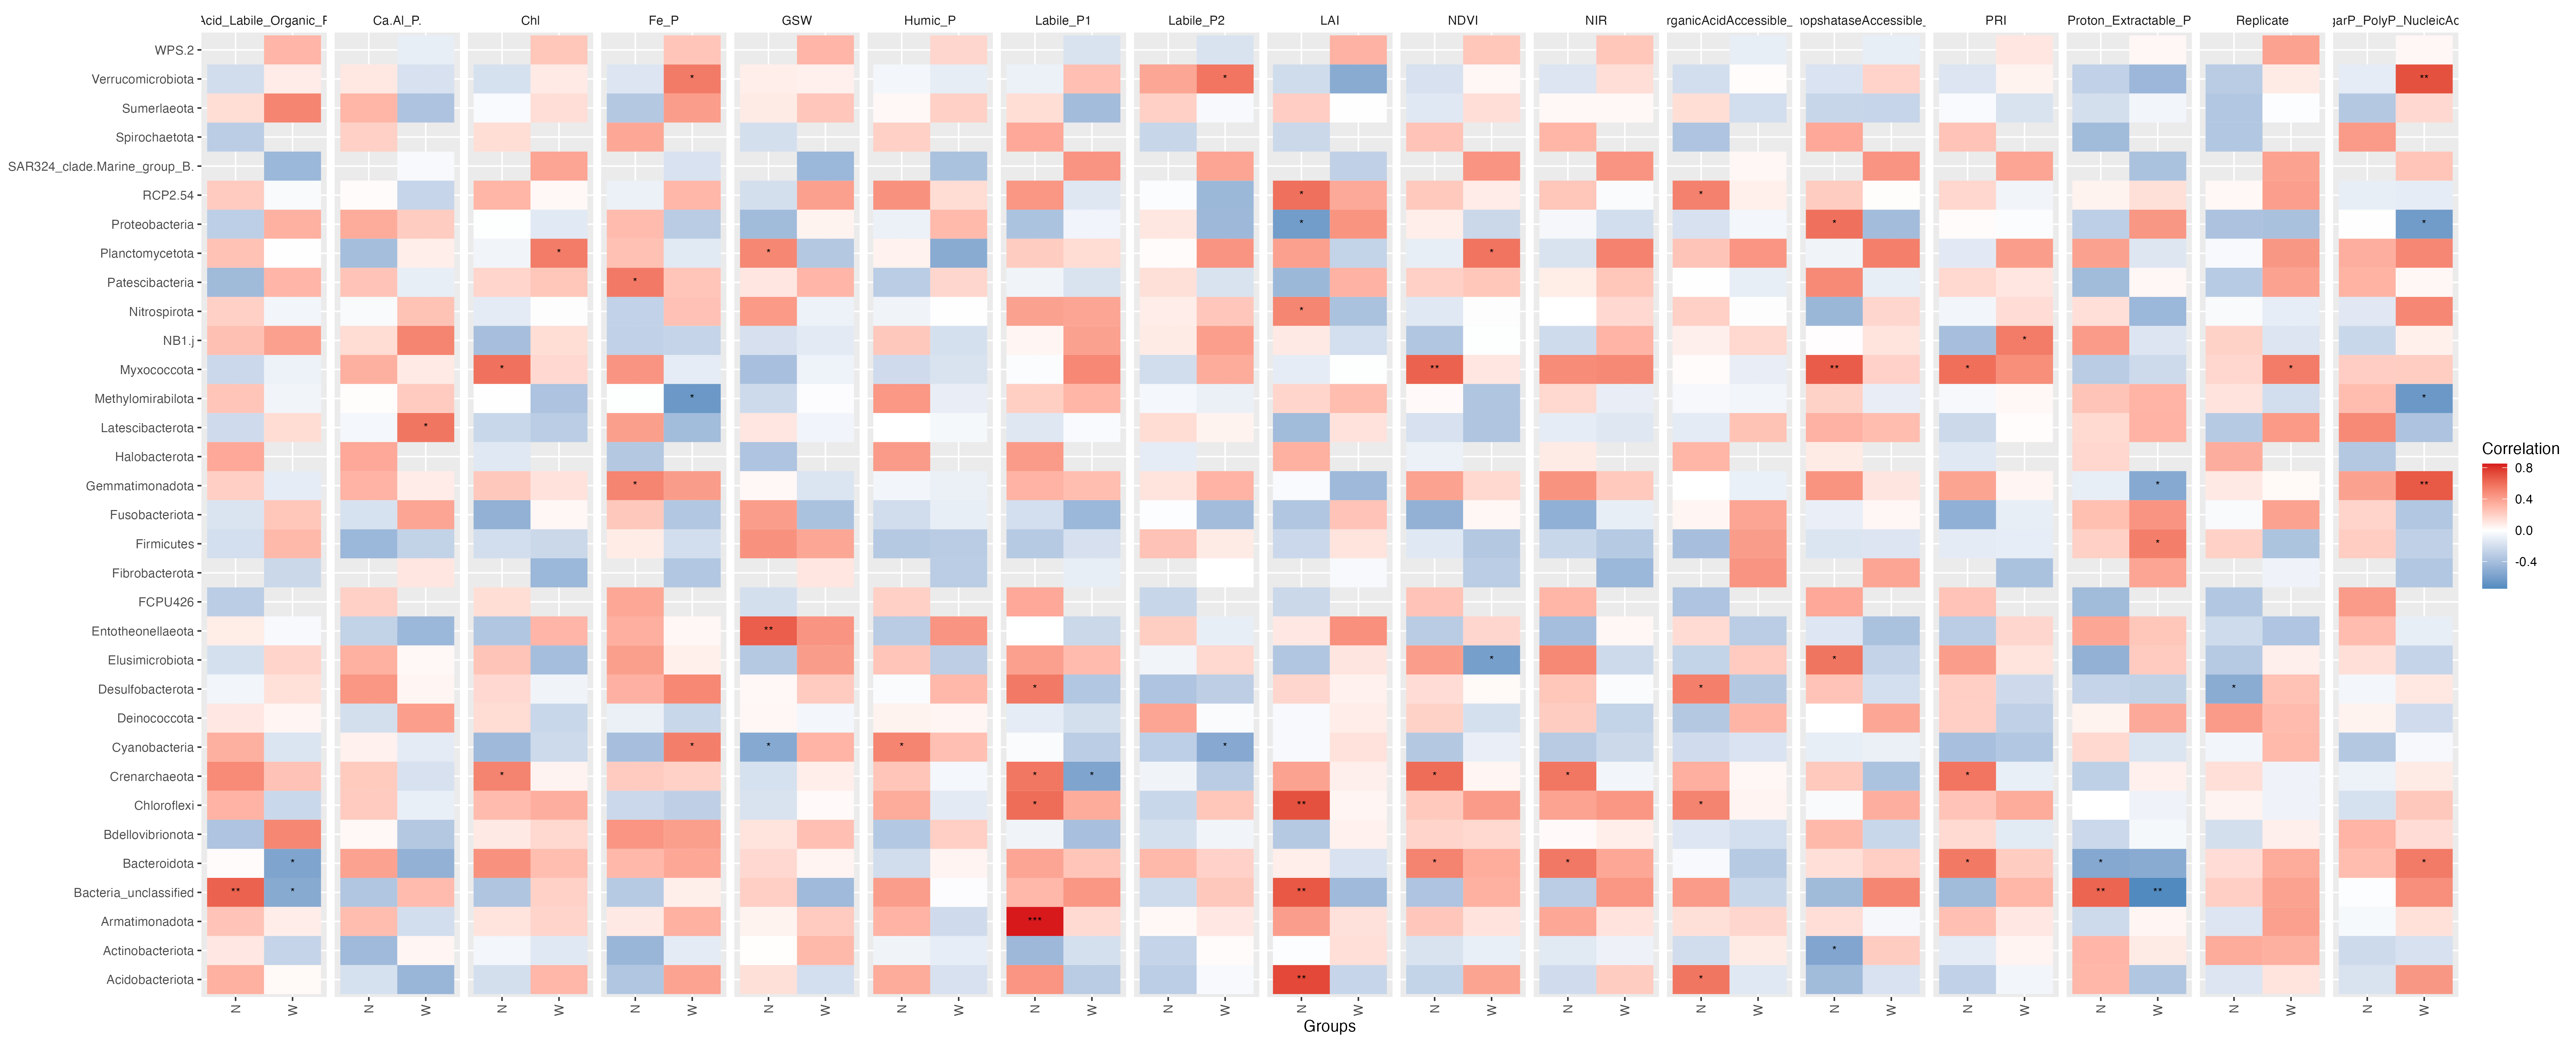 Acid_Labile_Organic_F Ca.Al_P. Chl Fe_P GSW Humic_P Labile_P1 Labile_P2 LAI NDVI NIR rganicAcidAccessible_ hopshataseAccessible_ PRI Proton_Extractable_P Replicate garP_PolyP_NucleicAc
WPS.2
Verrucomicrobiota * * **
Sumerlaeota
Spirochaetota
SAR324_clade.Marine_group_B.
RCP2.54 * *
Proteobacteria * * *
Planctomycetota * * *
Patescibacteria *
Nitrospirota *
NB1.j *
Myxococcota * ** ** * *
Methylomirabilota * *
Latescibacterota *
Halobacterota
Gemmatimonadota * * **
Fusobacteriota
Firmicutes *
Fibrobacterota
FCPU426
Entotheonellaeota **
Elusimicrobiota * *
Desulfobacterota * * *
Deinococcota
Cyanobacteria * * * *
Crenarchaeota * * * * * *
Chloroflexi * ** *
Bdellovibrionota
Bacteroidota * * * * * *
Bacteria_unclassified ** * ** ** **
Armatimonadota ***
Actinobacteriota *
Acidobacteriota ** *
N W N W N W N W N W N W N W N W N W N W N W N W N W N W N W N W N W
Groups
Correlation
0.8
0.4
0.0
-0.4